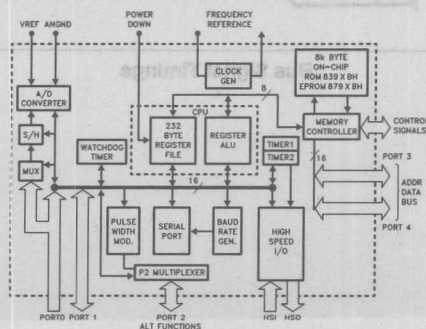 VREF ANGND
POWER
DOWN
FREQUENCY
REFERENCE
A/D
CONVERTER
S/H
MUX
CLOCK
GEN
8k BYTE
ON-CHIP
ROM 839 X BH
EPROM 879 X BH
8
CPU
232
BYTE
REGISTER
FILE
REGISTER
ALU
MEMORY
CONTROLLER
CONTROL
SIGNALS
WATCHDOG
TIMER
TIMER1
TIMER2
16
16
PORT 3
ADDR
DATA
BUS
PORT 4
PULSE
WIDTH
MOD.
SERIAL
PORT
BAUD
RATE
GEN.
HIGH
SPEED
I/O
P2 MULTIPLEXER
PORT0 PORT 1 PORT 2
ALT FUNCTIONS
HSI HSO